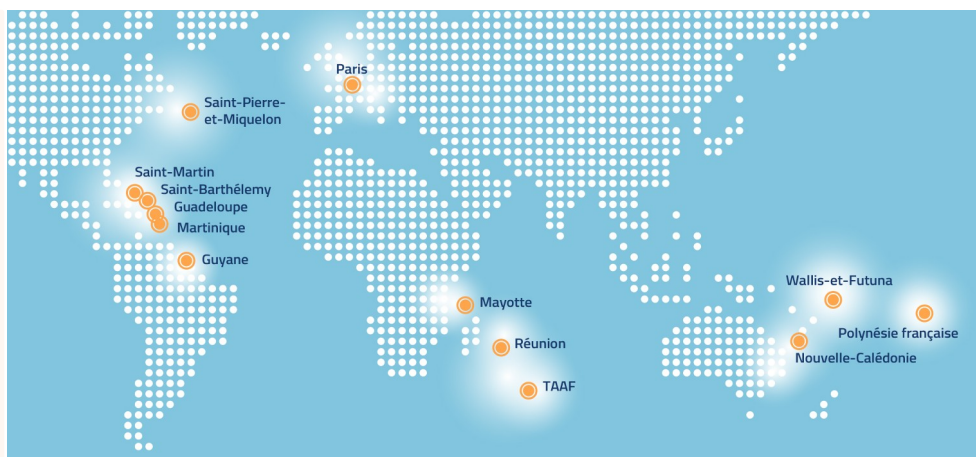 Paris
Saint-Pierre-
et-Miquelon
Saint-Martin
Saint-Barthélemy
Guadeloupe
Martinique
Guyane
Mayotte
Réunion
TAAF
Wallis-et-Futuna
Polynésie française
Nouvelle-Calédonie